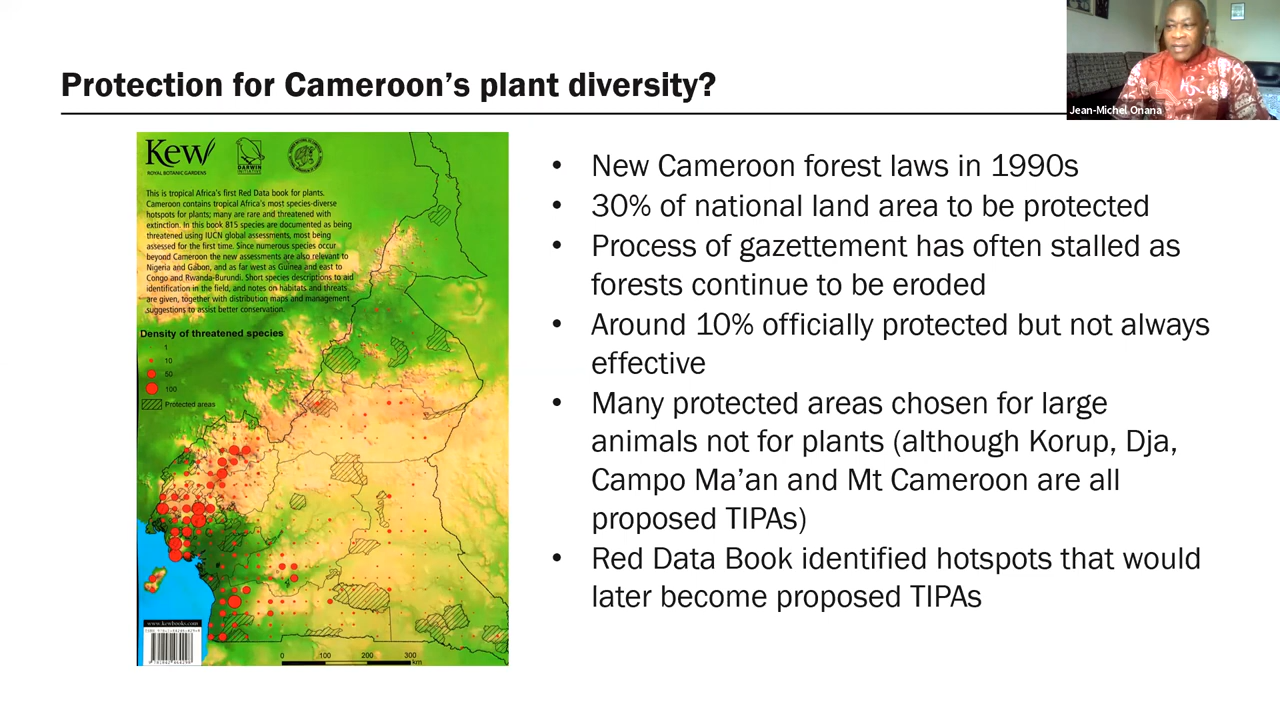 Protection for Cameroon's plant diversity?
Jean-Michel Onana
Kew
ROYAL BOTANIC GARDENS
DARWIN
INITIATIVE
This is tropical Africa's first Red Data book for plants.
Cameroon contains tropical Africa's most species-diverse
hotspots for plants; many are rare and threatened with
extinction. In this book 815 species are documented as being
threatened using IUCN global assessments, most being
assessed for the first time. Since numerous species occur
beyond Cameroon the new assessments are also relevant to
Nigeria and Gabon, and as far west as Guinea and east to
Congo and Rwanda-Burundi. Short species descriptions to aid
identification in the field, and notes on habitats and threats
are given, together with distribution maps and management
suggestions to assist better conservation.
Density of threatened species
1
10
50
100
Protected areas
www.kewbooks.com
0 100 200 300
km
• New Cameroon forest laws in 1990s
• 30% of national land area to be protected
• Process of gazettement has often stalled as
forests continue to be eroded
• Around 10% officially protected but not always
effective
• Many protected areas chosen for large
animals not for plants (although Korup, Dja,
Campo Ma'an and Mt Cameroon are all
proposed TIPAs)
• Red Data Book identified hotspots that would
later become proposed TIPAs